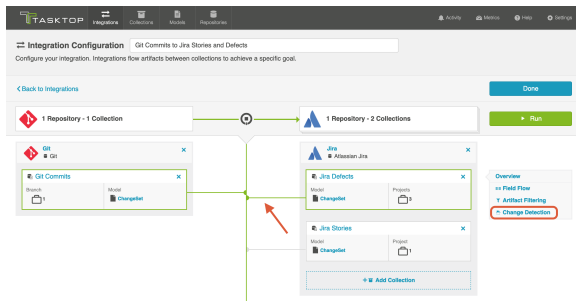 TASKTOP
Integrations
Collections
Models
Repositories
Activity
Metrics
Help
Settings
Integration Configuration
Git Commits to Jira Stories and Defects
Configure your integration. Integrations flow artifacts between collections to achieve a specific goal.
Back to Integrations
Done
1 Repository - 1 Collection
1 Repository - 2 Collections
Run
Git
Git
Jira
Atlassian Jira
Git Commits
Branch
1
Model
ChangeSet
Jira Defects
Model
ChangeSet
Projects
3
Jira Stories
Model
ChangeSet
Project
1
Add Collection
Overview
Field Flow
Artifact Filtering
Change Detection